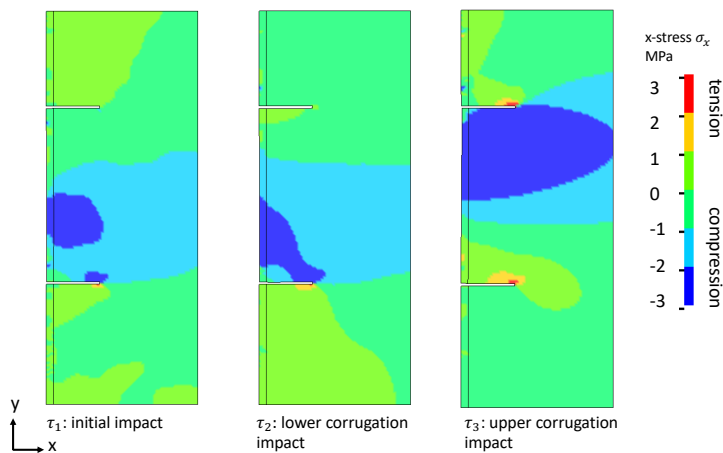 x-stress σₓ
MPa
3
2
1
0
-1
-2
-3
tension
compression
y
x
τ₁: initial impact
τ₂: lower corrugation
impact
τ₃: upper corrugation
impact